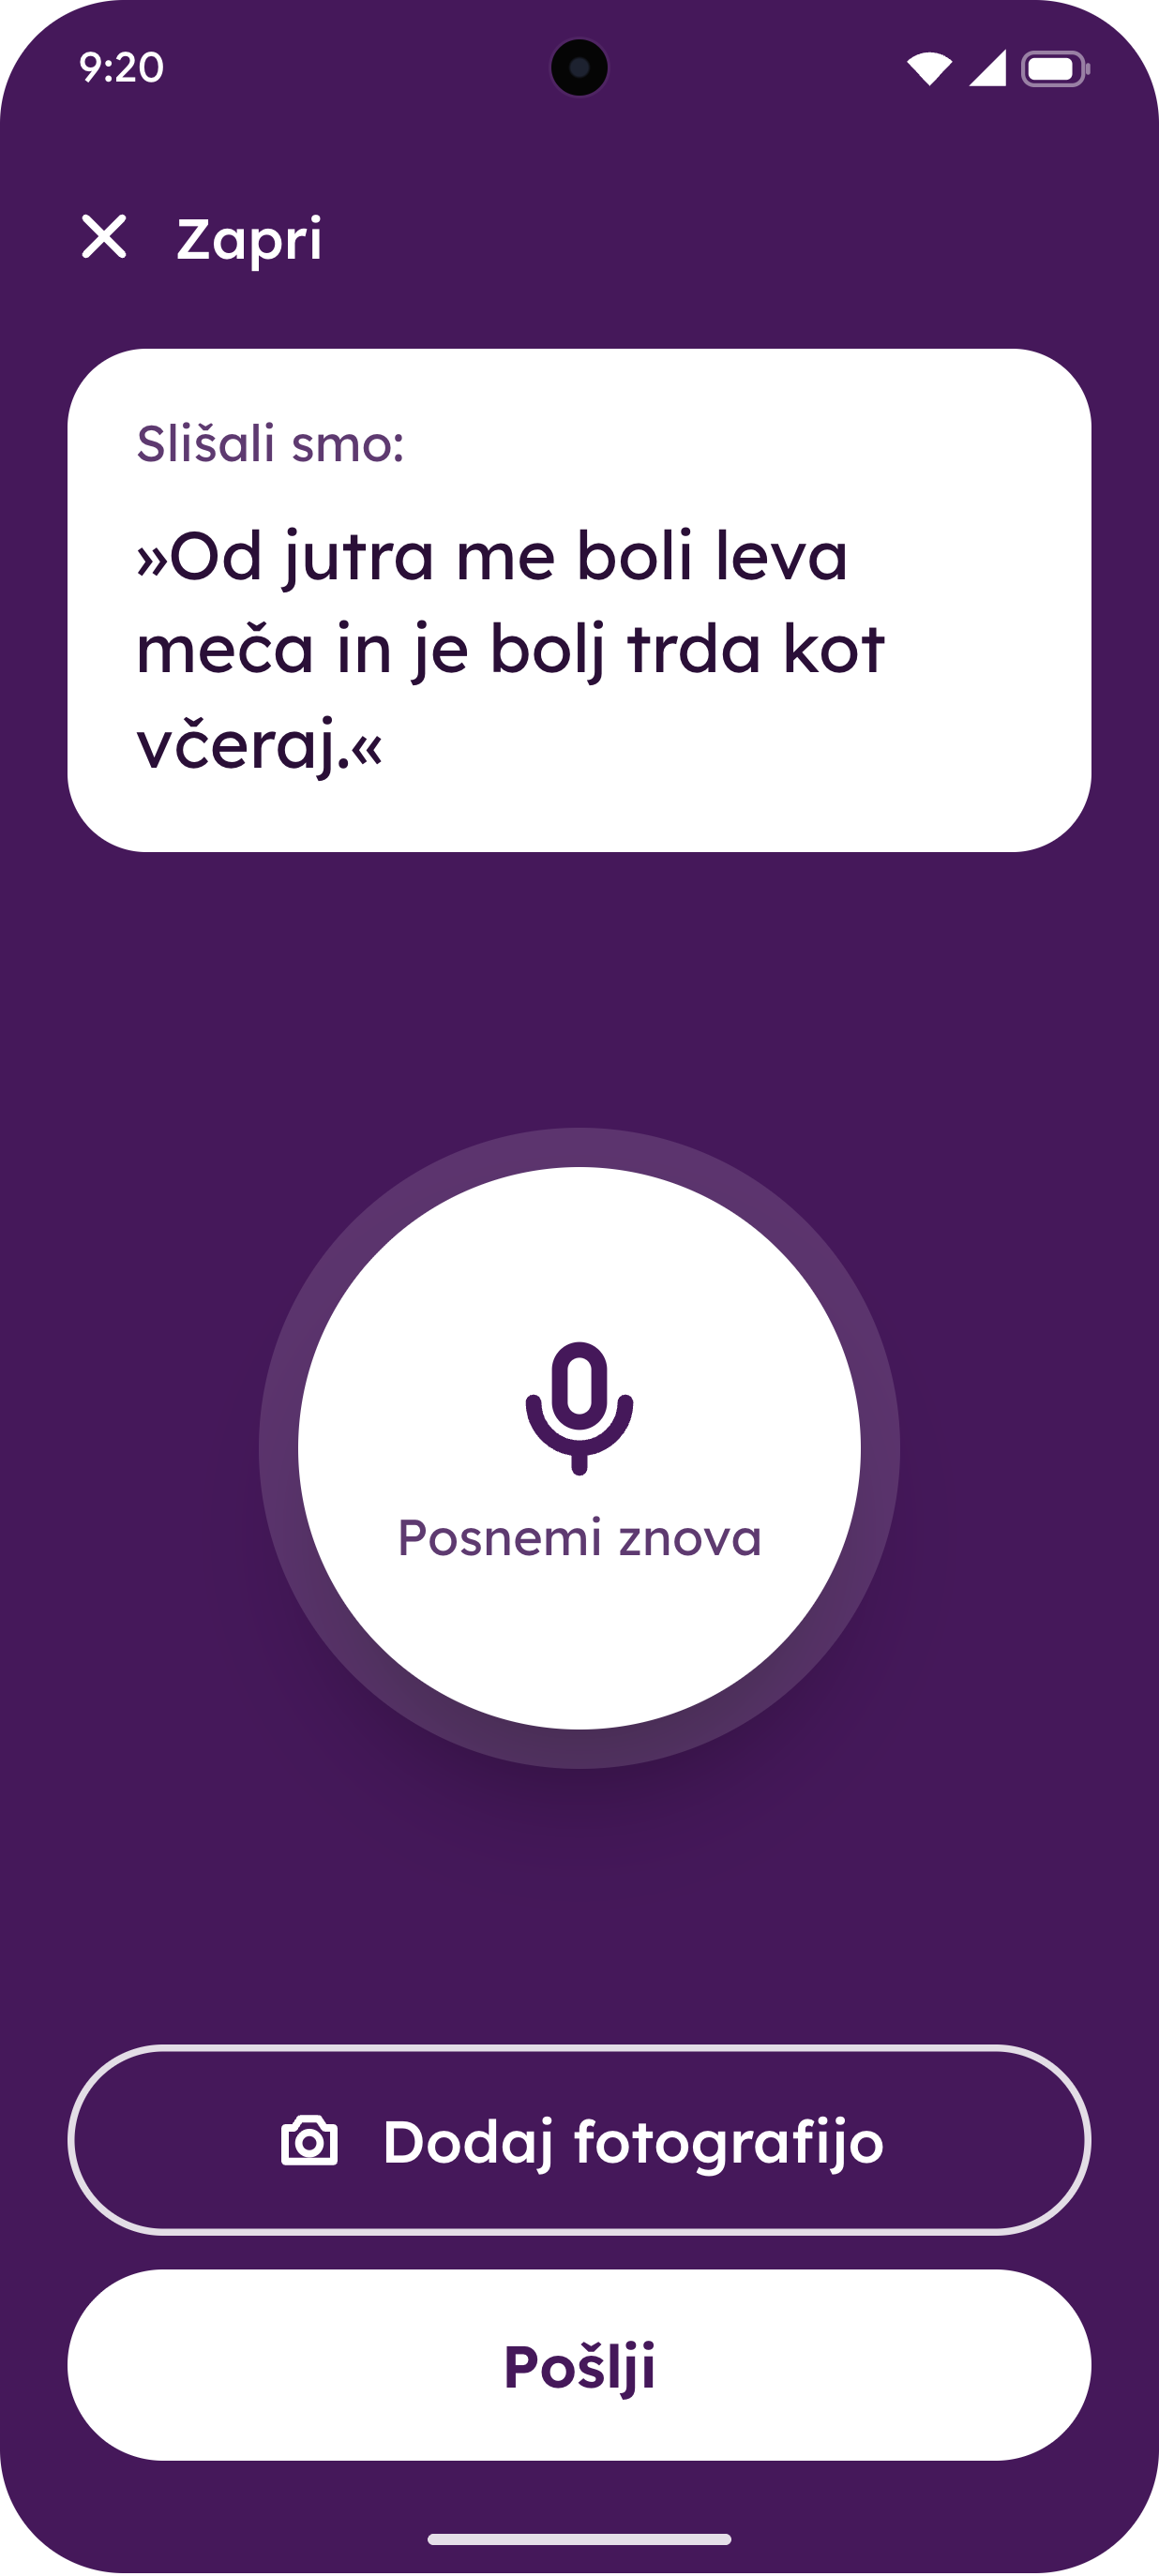 9:20
Zapri
Slišali smo:
»Od jutra me boli leva
meča in je bolj trda kot
včeraj.«
Posnemi znova
Dodaj fotografijo
Pošlji